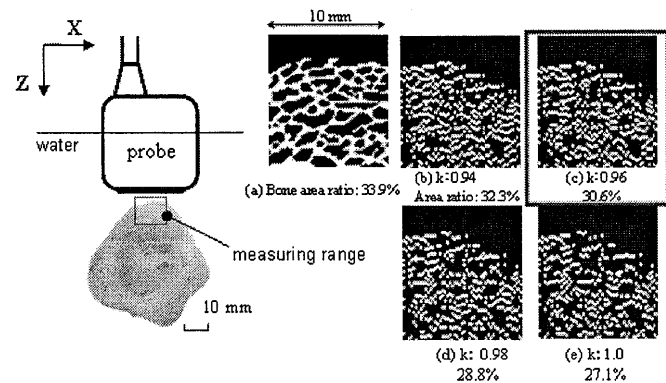 X
Z
water
probe
measuring range
10 mm
10 mm
(a) Bone area ratio: 33.9%
(b) k: 0.94
Area ratio: 32.3%
(c) k: 0.96
30.6%
(d) k: 0.98
28.8%
(e) k: 1.0
27.1%